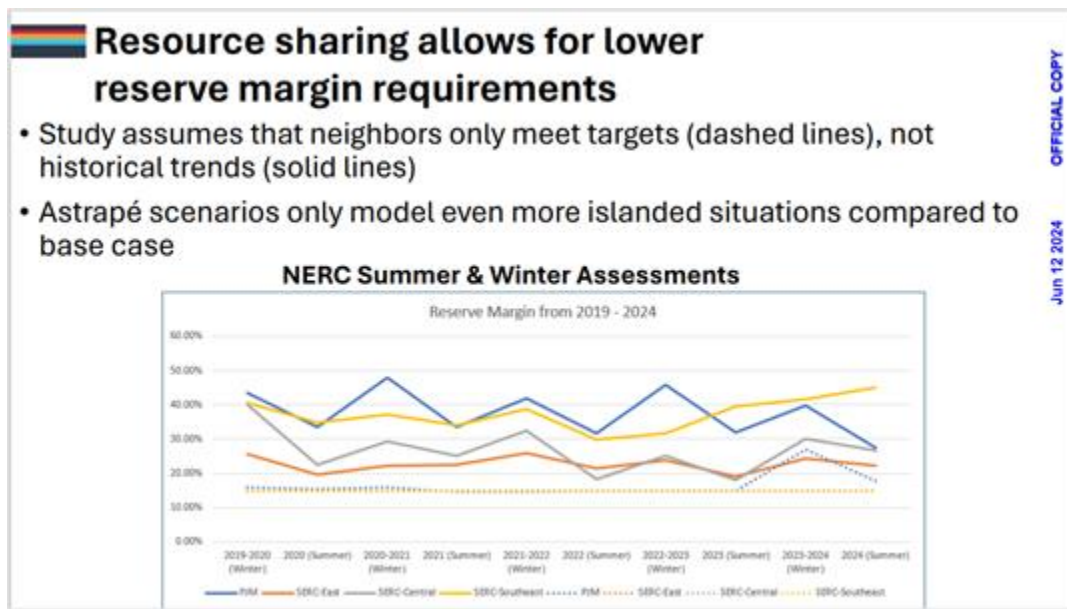 Resource sharing allows for lower
reserve margin requirements
• Study assumes that neighbors only meet targets (dashed lines), not
historical trends (solid lines)
• Astrapé scenarios only model even more islanded situations compared to
base case
NERC Summer & Winter Assessments
Reserve Margin from 2019 - 2024
60.00%
50.00%
40.00%
30.00%
20.00%
10.00%
0.00%
2019-2020 2020 (Summer) 2020-2021 2021 (Summer) 2021-2022 2022 (Summer) 2022-2023 2023 (Summer) 2023-2024 2024 (Summer)
(Winter) (Winter) (Winter) (Winter) (Winter)
PJM SERC-East SERC-Central SERC-Southeast PJM SERC-East SERC-Central SERC-Southeast
OFFICIAL COPY
Jun 12 2024